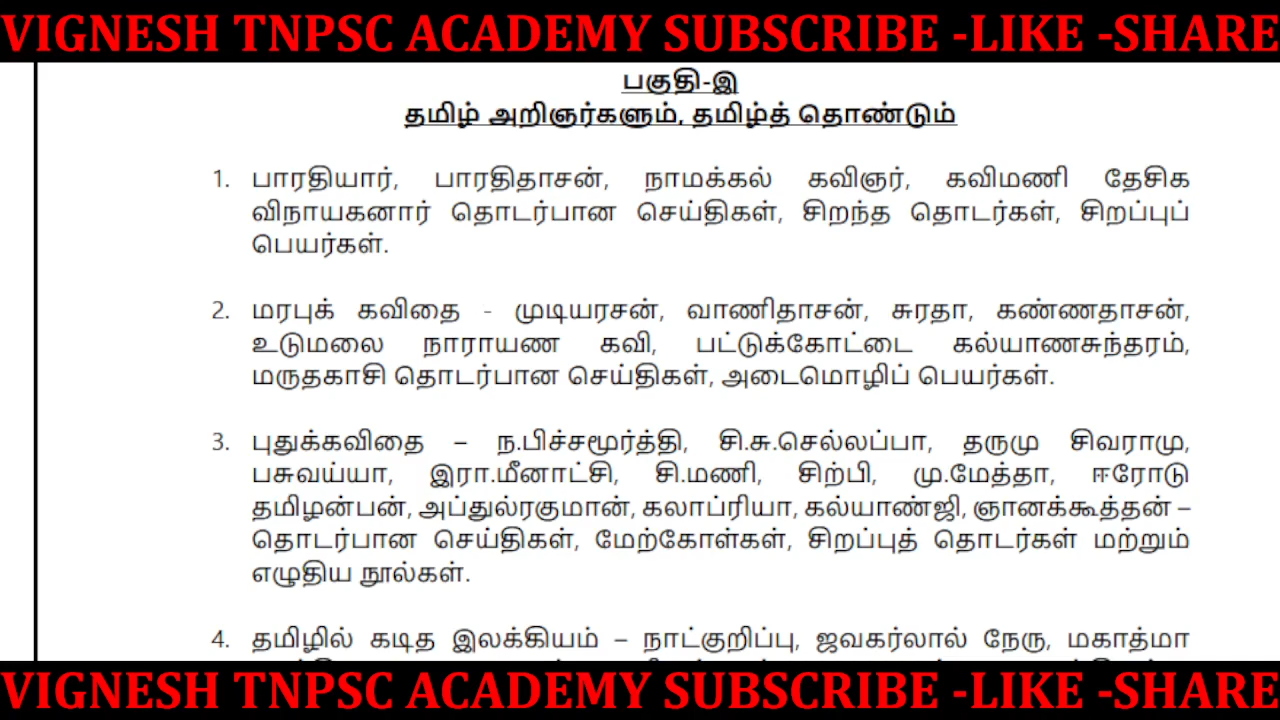 VIGNESH TNPSC ACADEMY SUBSCRIBE -LIKE -SHARE
பகுதி-இ
தமிழ் அறிஞர்களும், தமிழ்த் தொண்டும்
1. பாரதியார், பாரதிதாசன், நாமக்கல் கவிஞர், கவிமணி தேசிக
விநாயகனார் தொடர்பான செய்திகள், சிறந்த தொடர்கள், சிறப்புப்
பெயர்கள்.
2. மரபுக் கவிதை - முடியரசன், வாணிதாசன், சுரதா, கண்ணதாசன்,
உடுமலை நாராயண கவி, பட்டுக்கோட்டை கல்யாணசுந்தரம்,
மருதகாசி தொடர்பான செய்திகள், அடைமொழிப் பெயர்கள்.
3. புதுக்கவிதை – ந.பிச்சமூர்த்தி, சி.சு.செல்லப்பா, தருமு சிவராமு,
பசுவய்யா, இரா.மீனாட்சி, சி.மணி, சிற்பி, மு.மேத்தா, ஈரோடு
தமிழன்பன், அப்துல்ரகுமான், கலாப்ரியா, கல்யாண்ஜி, ஞானக்கூத்தன் –
தொடர்பான செய்திகள், மேற்கோள்கள், சிறப்புத் தொடர்கள் மற்றும்
எழுதிய நூல்கள்.
4. தமிழில் கடித இலக்கியம் – நாட்குறிப்பு, ஜவகர்லால் நேரு, மகாத்மா
VIGNESH TNPSC ACADEMY SUBSCRIBE -LIKE -SHARE